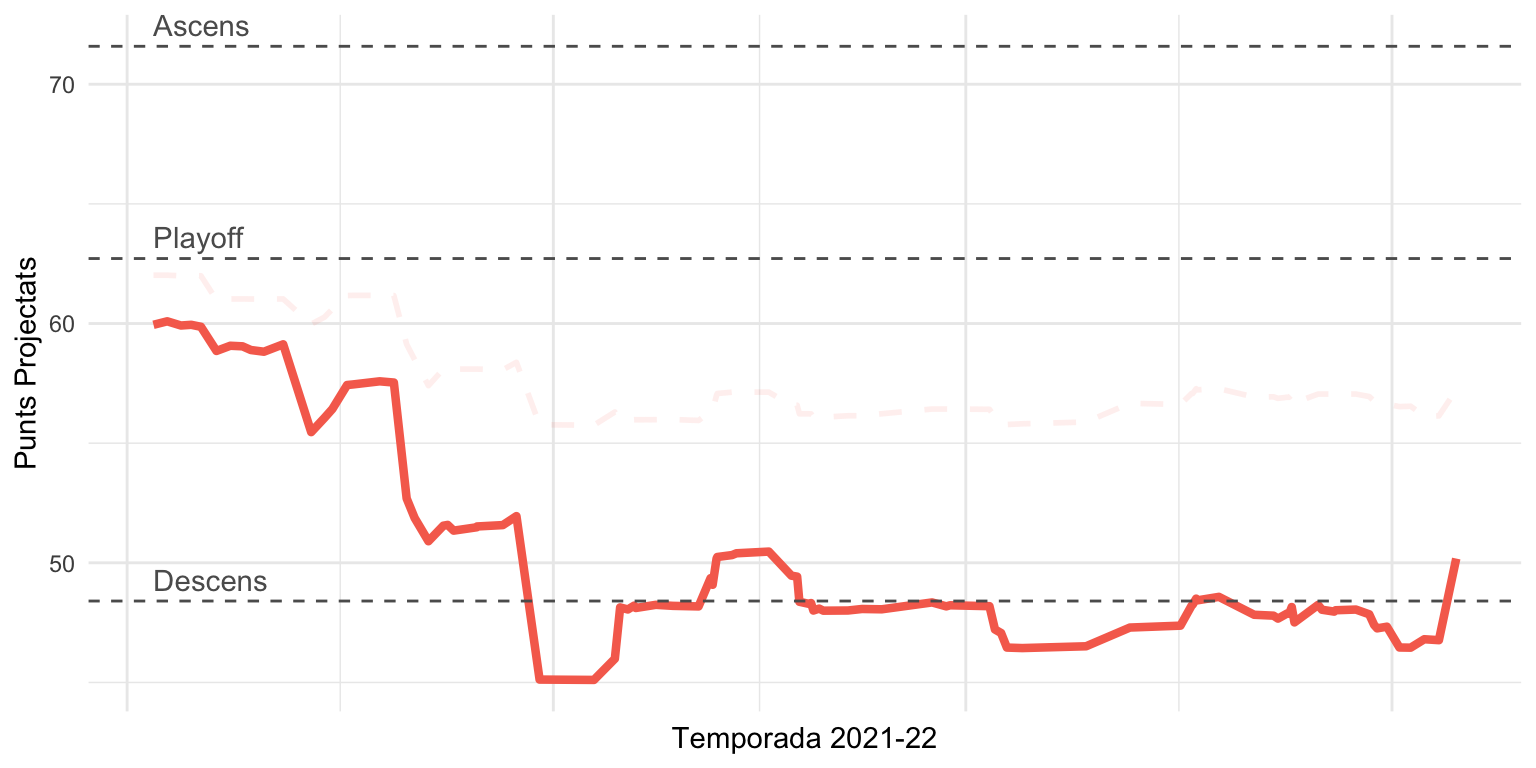 Ascens
70
Playoff
60
Punts Projectats
50
Descens
Temporada 2021-22